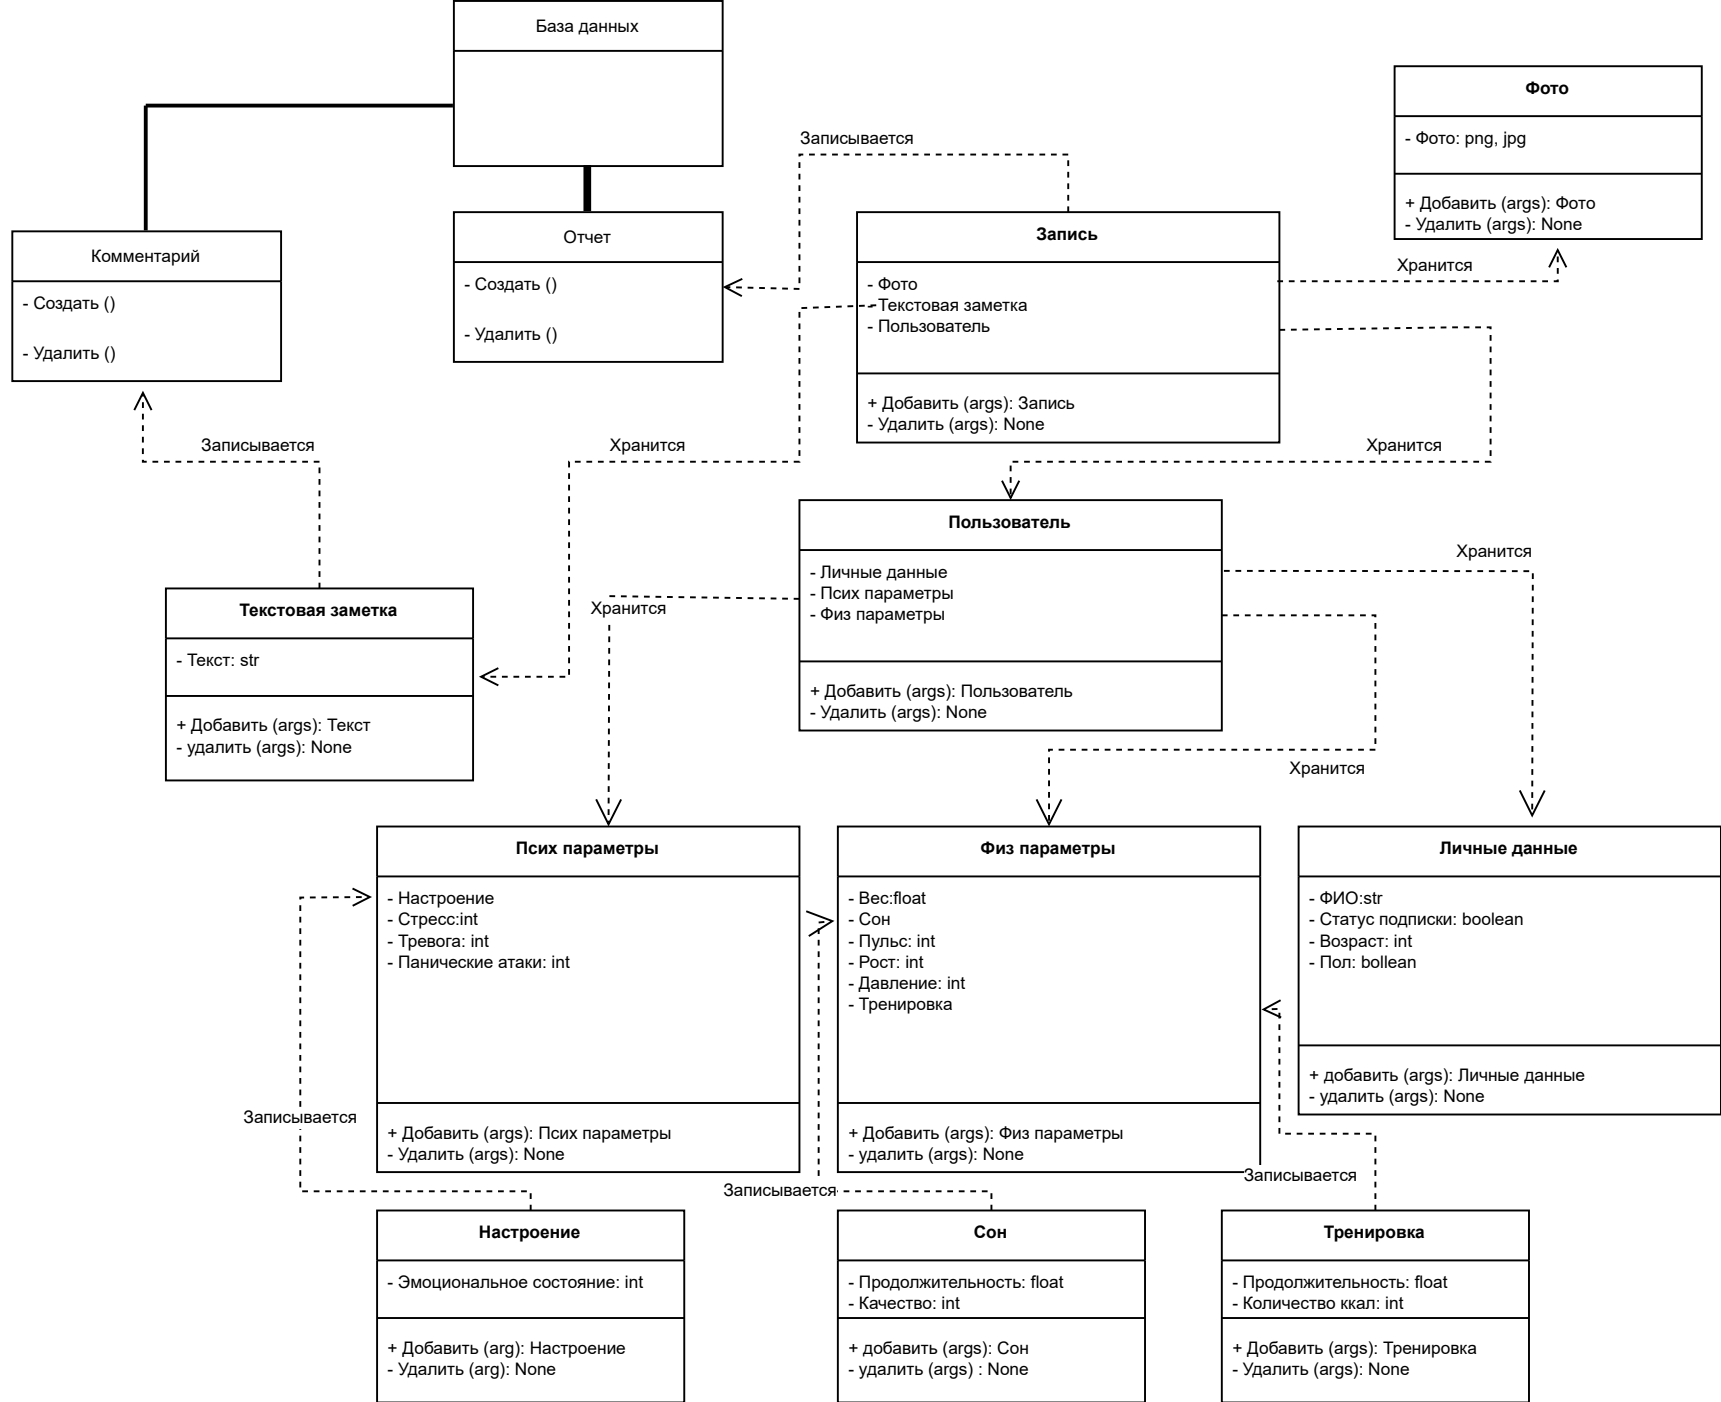 База данных
Фото
- Фото: png, jpg
+ Добавить (args): Фото
- Удалить (args): None
Записывается
Комментарий
- Создать ()
- Удалить ()
Отчет
- Создать ()
- Удалить ()
Запись
- Фото
- Текстовая заметка
- Пользователь
+ Добавить (args): Запись
- Удалить (args): None
Хранится
Записывается
Хранится
Хранится
Пользователь
- Личные данные
- Псих параметры
- Физ параметры
+ Добавить (args): Пользователь
- Удалить (args): None
Хранится
Хранится
Хранится
Текстовая заметка
- Текст: str
+ Добавить (args): Текст
- удалить (args): None
Псих параметры
- Настроение
- Стресс:int
- Тревога: int
- Панические атаки: int
+ Добавить (args): Псих параметры
- Удалить (args): None
Физ параметры
- Вес:float
- Сон
- Пульс: int
- Рост: int
- Давление: int
- Тренировка
+ Добавить (args): Физ параметры
- удалить (args): None
Личные данные
- ФИО:str
- Статус подписки: boolean
- Возраст: int
- Пол: bollean
+ добавить (args): Личные данные
- удалить (args): None
Записывается
Записывается
Записывается
Настроение
- Эмоциональное состояние: int
+ Добавить (arg): Настроение
- Удалить (arg): None
Сон
- Продолжительность: float
- Качество: int
+ добавить (args): Сон
- удалить (args) : None
Тренировка
- Продолжительность: float
- Количество ккал: int
+ Добавить (args): Тренировка
- Удалить (args): None